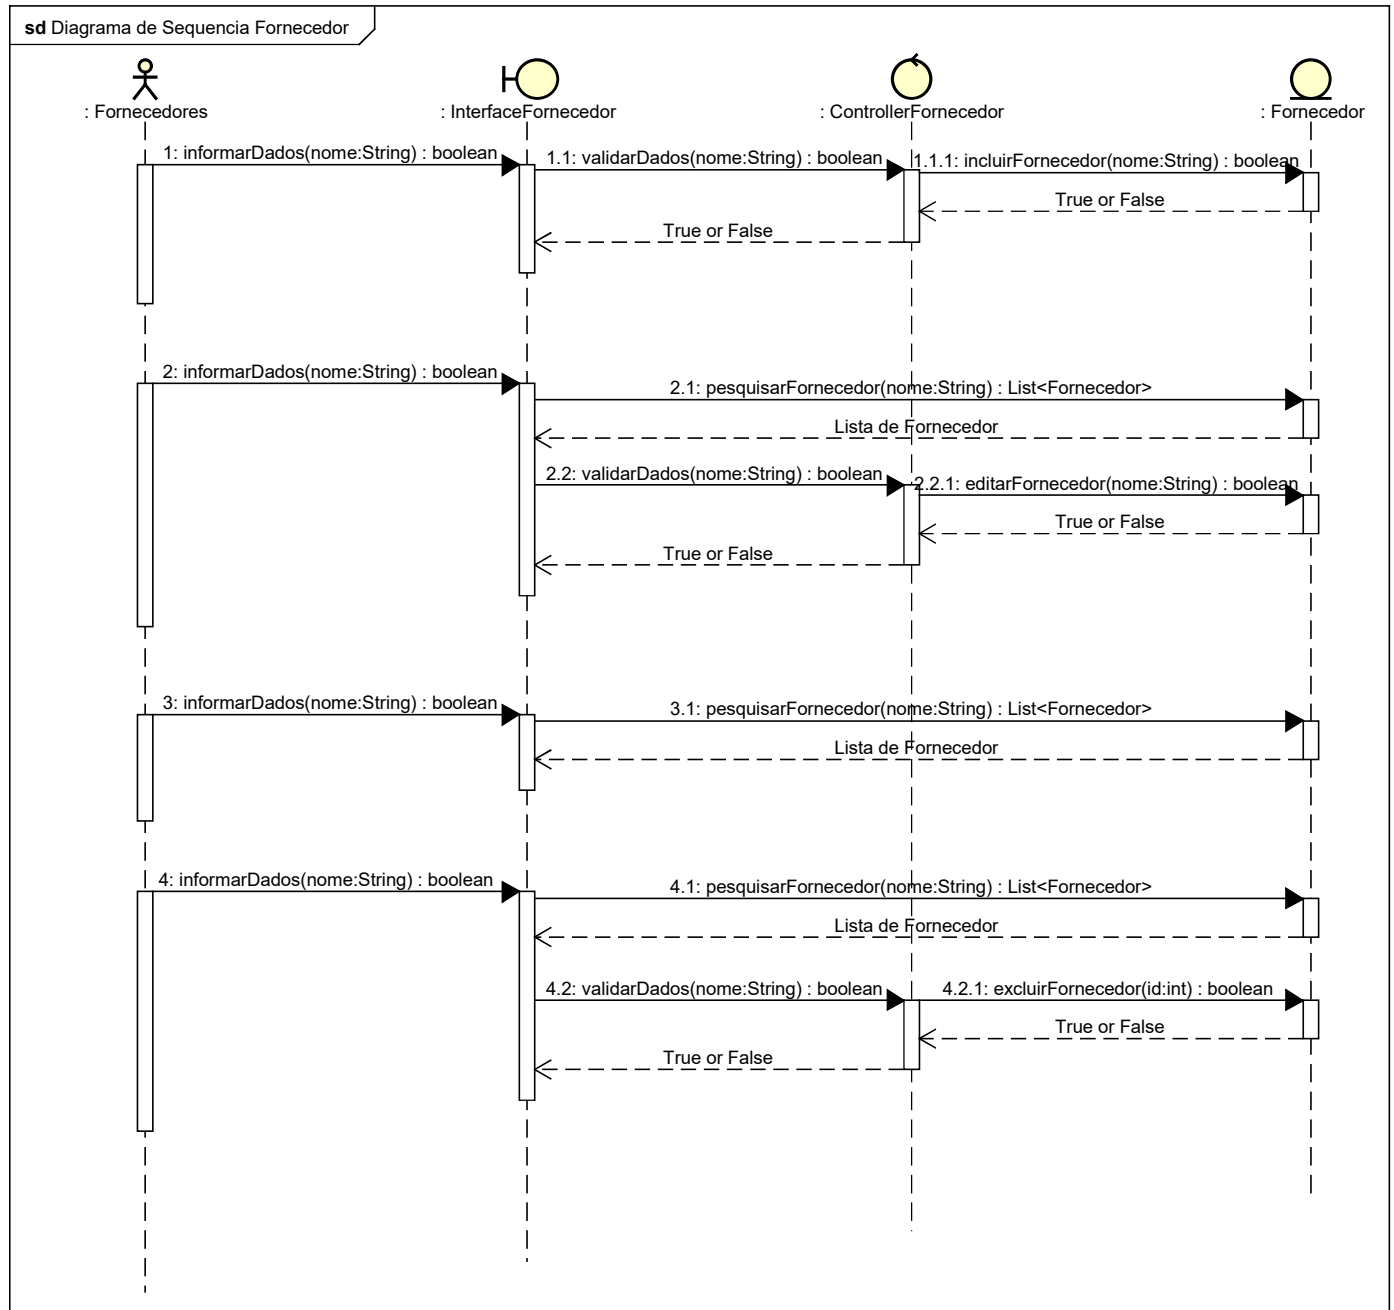 sd Diagrama de Sequencia Fornecedor
: Fornecedores
: InterfaceFornecedor
: ControllerFornecedor
: Fornecedor
1: informarDados(nome:String) : boolean
1.1: validarDados(nome:String) : boolean
1.1.1: incluirFornecedor(nome:String) : boolean
True or False
True or False
2: informarDados(nome:String) : boolean
2.1: pesquisarFornecedor(nome:String) : List<Fornecedor>
Lista de Fornecedor
2.2: validarDados(nome:String) : boolean
2.2.1: editarFornecedor(nome:String) : boolean
True or False
True or False
3: informarDados(nome:String) : boolean
3.1: pesquisarFornecedor(nome:String) : List<Fornecedor>
Lista de Fornecedor
4: informarDados(nome:String) : boolean
4.1: pesquisarFornecedor(nome:String) : List<Fornecedor>
Lista de Fornecedor
4.2: validarDados(nome:String) : boolean
4.2.1: excluirFornecedor(id:int) : boolean
True or False
True or False